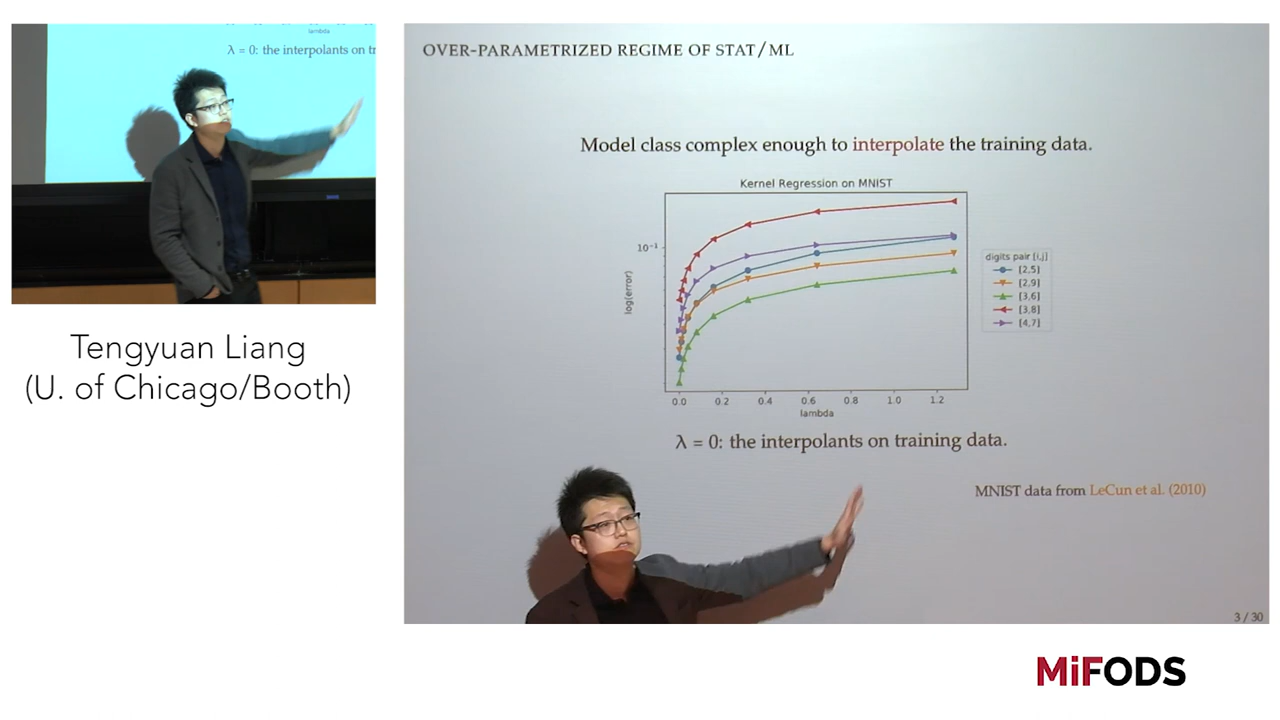 lambda
λ = 0: the interpolants on tr
Tengyuan Liang
(U. of Chicago/Booth)
OVER-PARAMETRIZED REGIME OF STAT/ML
Model class complex enough to interpolate the training data.
Kernel Regression on MNIST
10⁻¹
log(error)
0.0 0.2 0.4 0.6 0.8 1.0 1.2
lambda
digits pair [i,j]
[2,5]
[2,9]
[3,6]
[3,8]
[4,7]
λ = 0: the interpolants on training data.
MNIST data from LeCun et al. (2010)
3 / 30
MiFODS